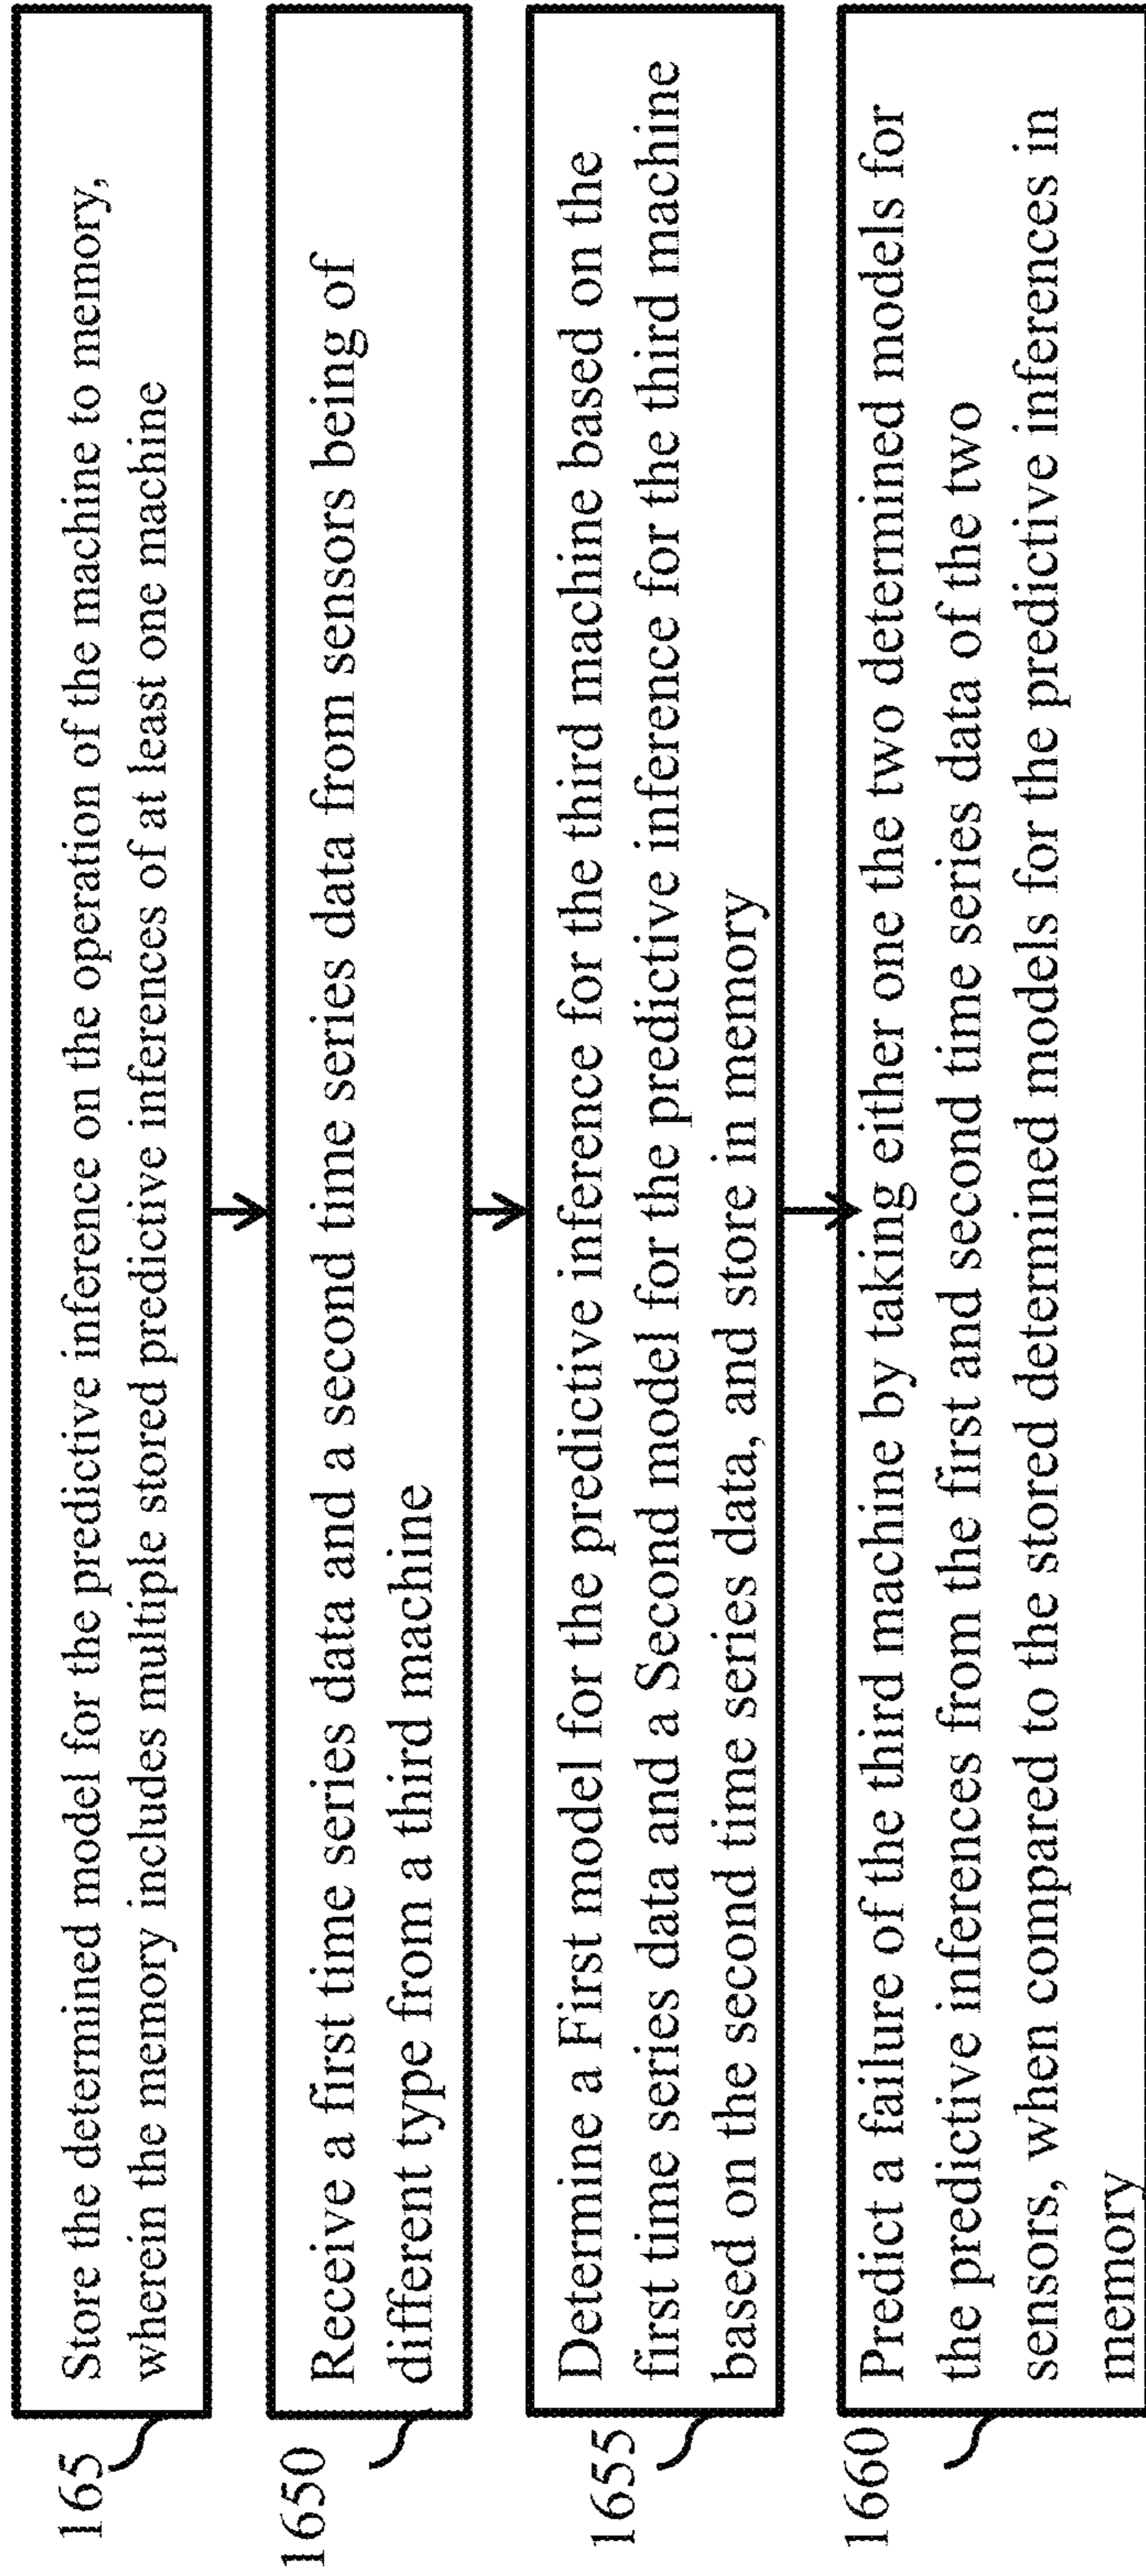 165
Store the determined model for the predictive inference on the operation of the machine to memory,
wherein the memory includes multiple stored predictive inferences of at least one machine
1650
Receive a first time series data and a second time series data from sensors being of
different type from a third machine
1655
Determine a First model for the predictive inference for the third machine based on the
first time series data and a Second model for the predictive inference for the third machine
based on the second time series data, and store in memory
1660
Predict a failure of the third machine by taking either one the two determined models for
the predictive inferences from the first and second time series data of the two
sensors, when compared to the stored determined models for the predictive inferences in
memory